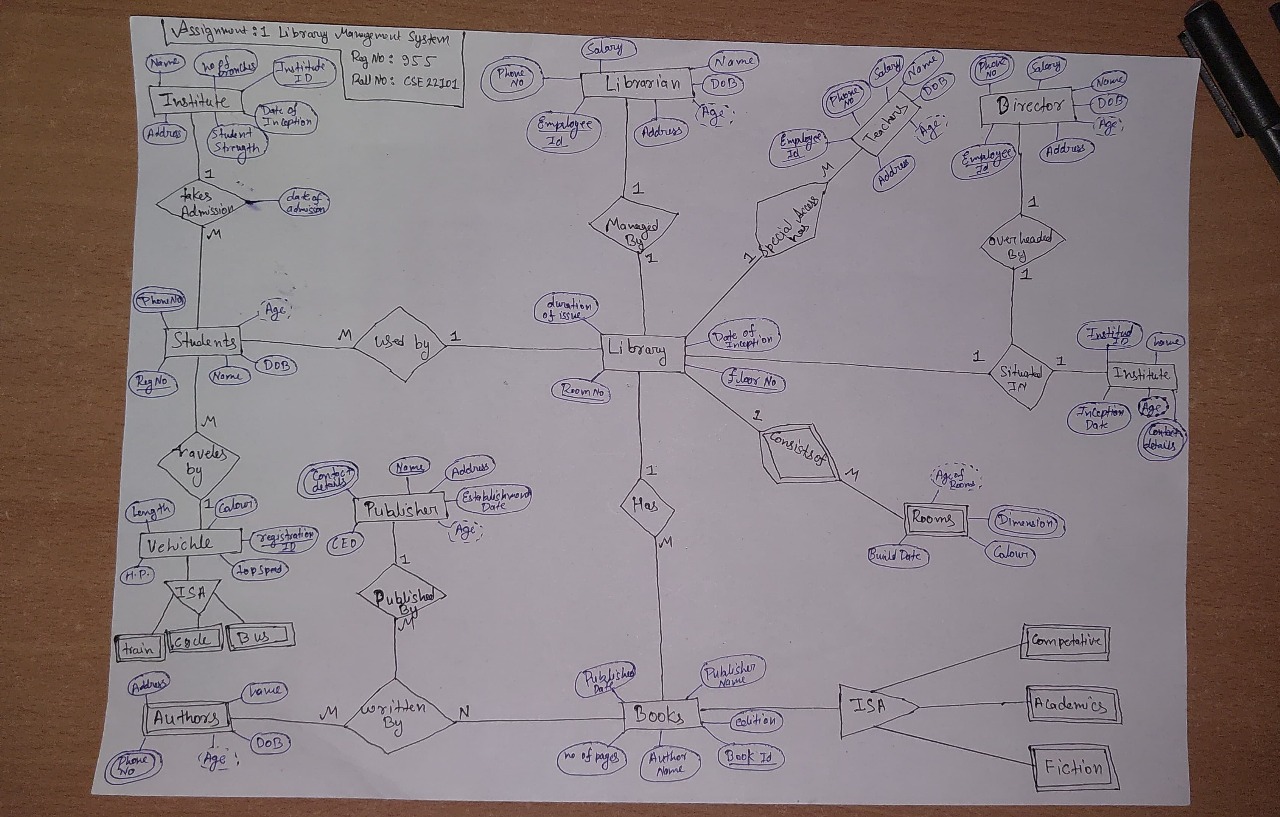 Assignment:1 Library Management System
Reg No: 955
Roll No: CSE22I01
Name
no of branches
Institute ID
Institute
Address
Student Strength
Date of Inception
1
takes Admission
date of admission
M
Phone No
Salary
Name
Librarian
DOB
Age
Employee Id
Address
1
Managed By
1
Phone No
Salary
Name
DOB
Teachers
Age
Employee Id
Address
M
Special Access has
1
Phone No
Salary
Name
Director
DOB
Age
Employee Id
Address
1
Overheaded By
1
Phone No
Age
Students
Reg No
Name
DOB
M
used by
1
duration of issue
Date of Inception
Library
Room No
floor No
1
Situated IN
1
Institud ID
name
Institute
Inception Date
Age
Contact details
M
Traveles by
1
Length
Colour
Vehichle
registration ID
H.P.
top Speed
ISA
train
Cycle
Bus
Contact details
Name
Address
Publisher
Establishment Date
CEO
Age
1
Published By
M
1
Has
M
1
Consists of
M
Age of Rooms
Rooms
Dimension
Build Date
Colour
Address
name
Authors
Phone No
Age
DOB
M
written By
N
Published Date
Publisher Name
Books
edition
no of pages
Author Name
Book Id
ISA
Competative
Academics
Fiction